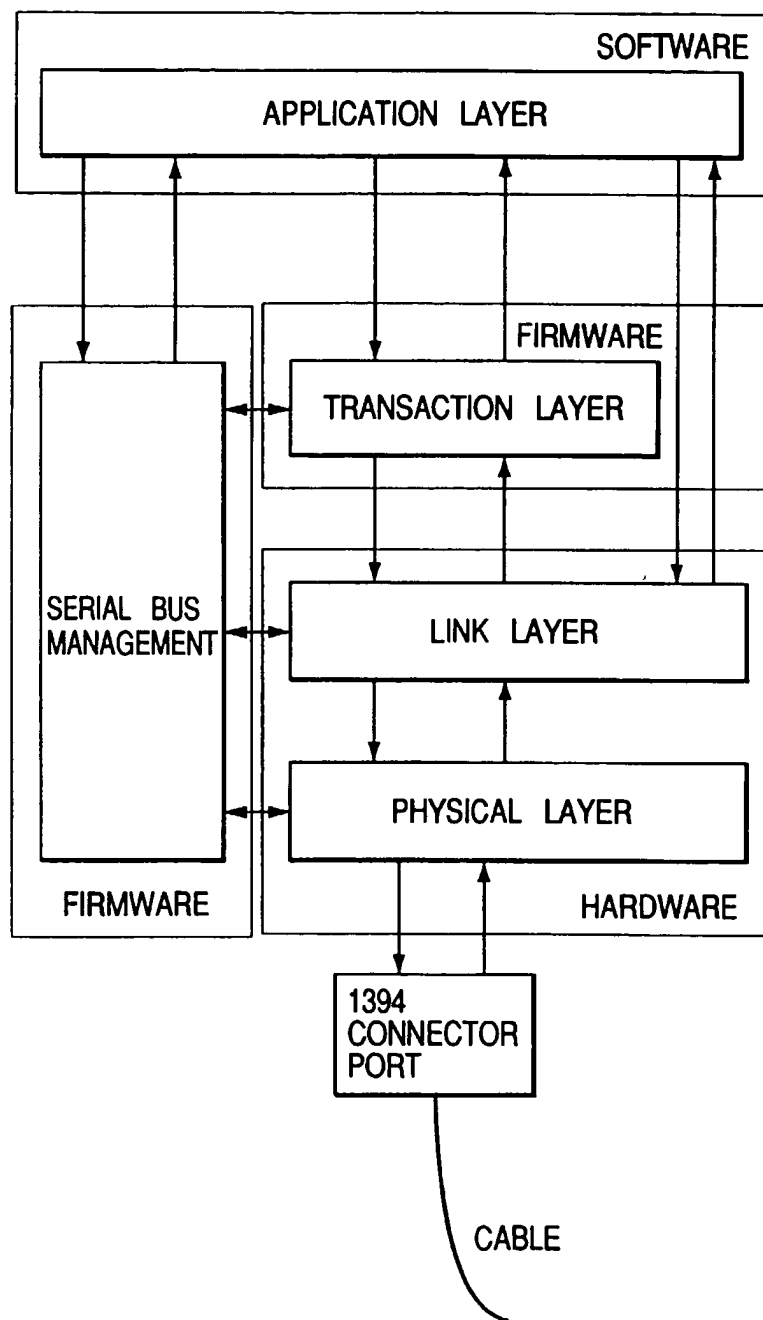 SOFTWARE
APPLICATION LAYER
FIRMWARE
TRANSACTION LAYER
SERIAL BUS
MANAGEMENT
LINK LAYER
PHYSICAL LAYER
FIRMWARE
HARDWARE
1394
CONNECTOR
PORT
CABLE